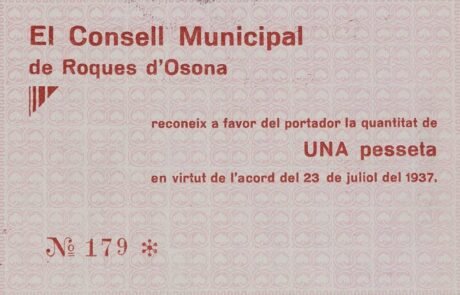 El Consell Municipal
de Roques d'Osona
reconeix a favor del portador la quantitat de
UNA pesseta
en virtut de l'acord del 23 de juliol del 1937.
№ 179 *